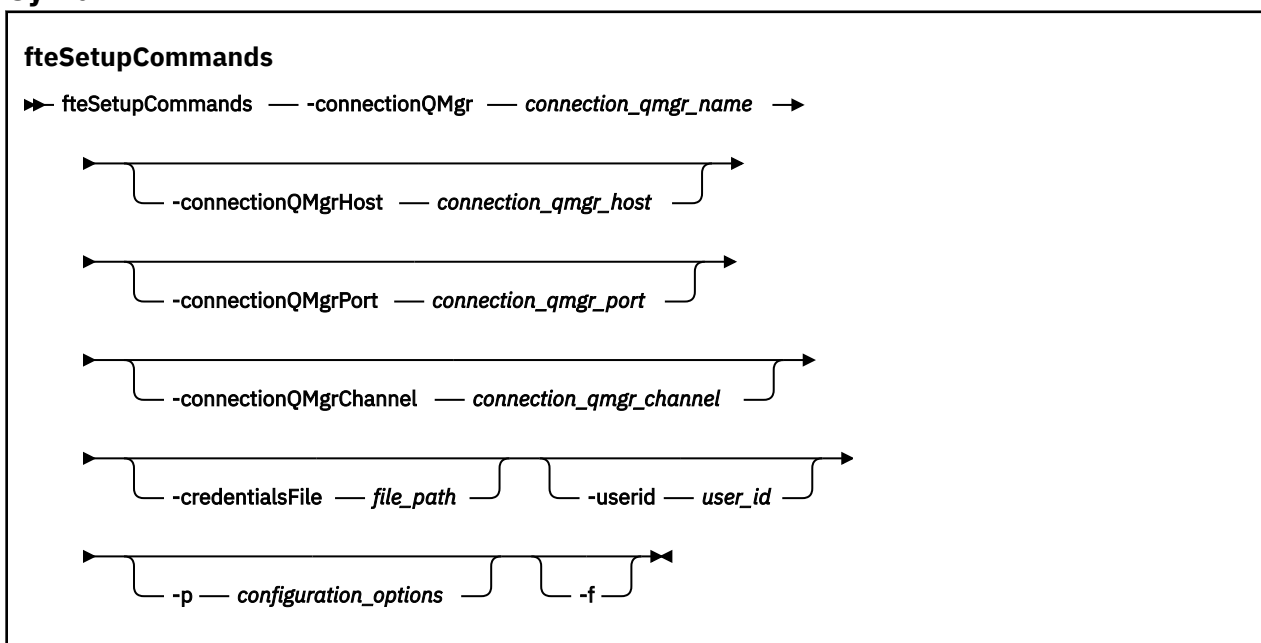 fteSetupCommands
fteSetupCommands -connectionQMgr connection_qmgr_name
-connectionQMgrHost connection_qmgr_host
-connectionQMgrPort connection_qmgr_port
-connectionQMgrChannel connection_qmgr_channel
-credentialsFile file_path -userid user_id
-p configuration_options -f